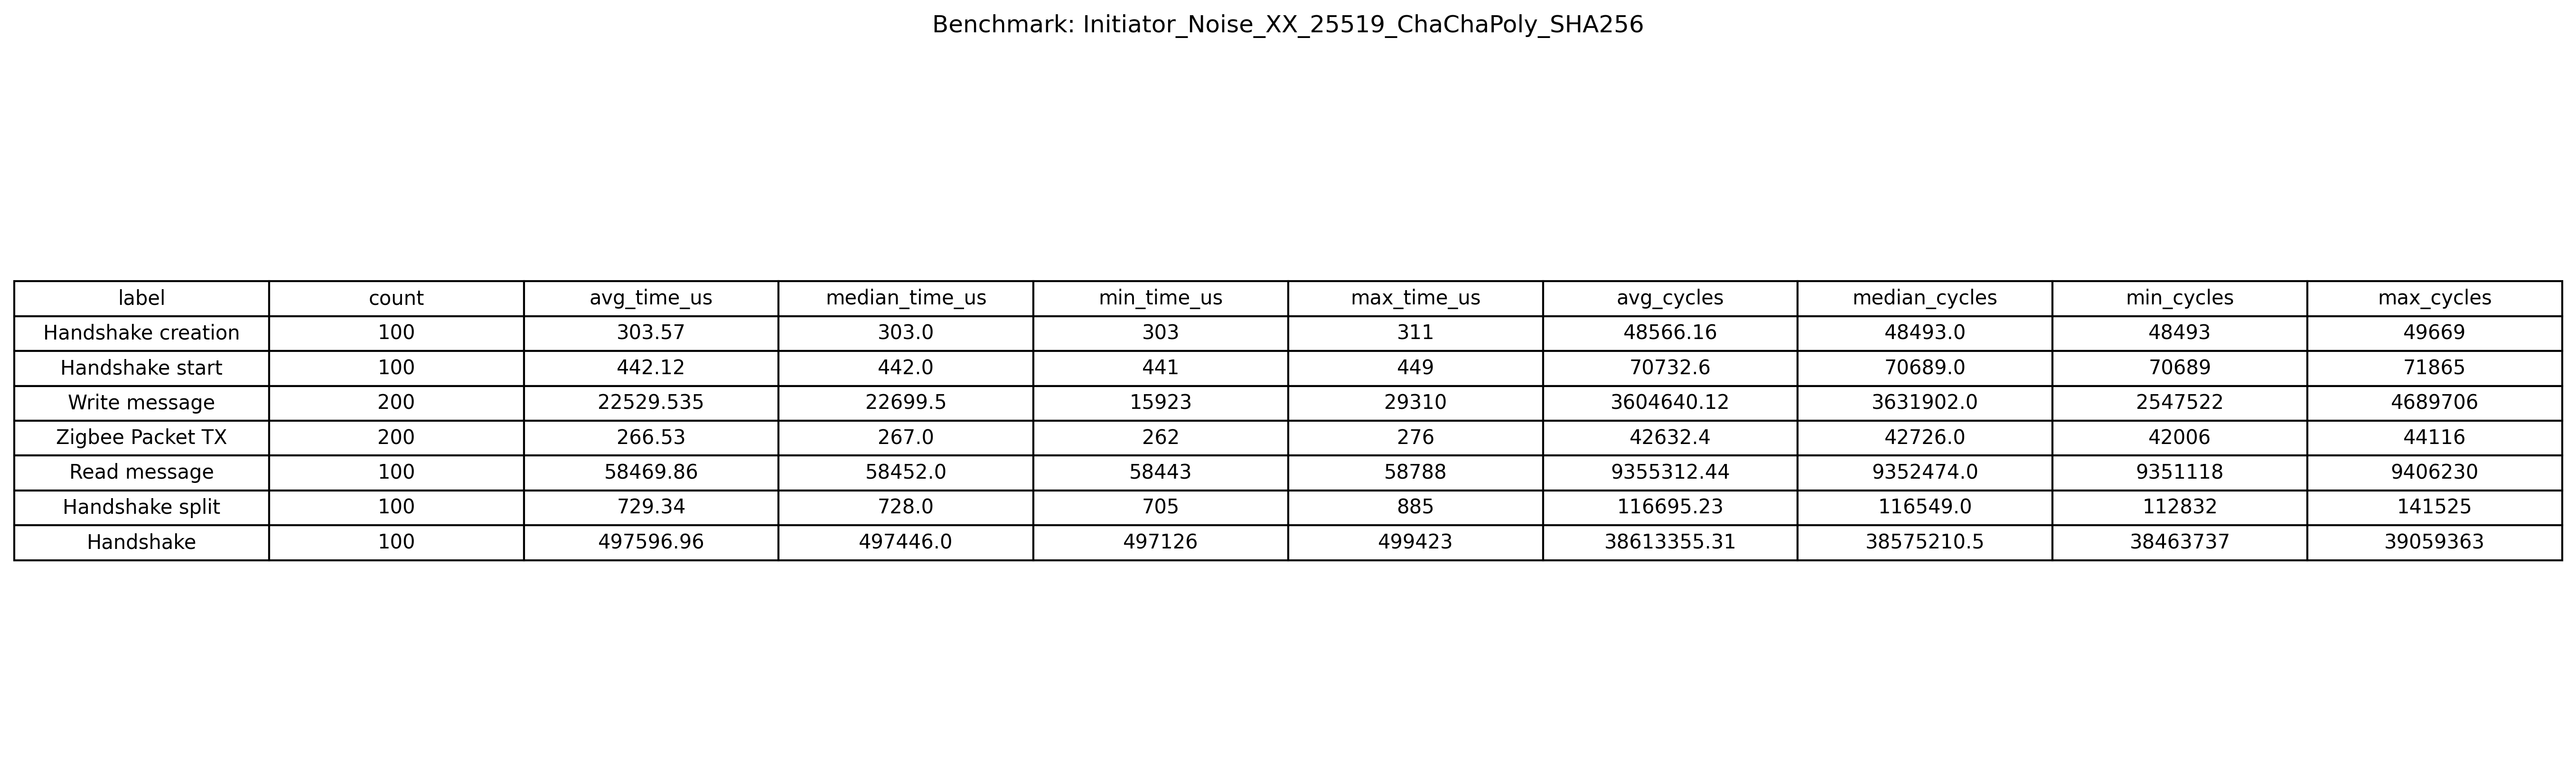 Benchmark: Initiator_Noise_XX_25519_ChaChaPoly_SHA256
label count avg_time_us median_time_us min_time_us max_time_us avg_cycles median_cycles min_cycles max_cycles
Handshake creation 100 303.57 303.0 303 311 48566.16 48493.0 48493 49669
Handshake start 100 442.12 442.0 441 449 70732.6 70689.0 70689 71865
Write message 200 22529.535 22699.5 15923 29310 3604640.12 3631902.0 2547522 4689706
Zigbee Packet TX 200 266.53 267.0 262 276 42632.4 42726.0 42006 44116
Read message 100 58469.86 58452.0 58443 58788 9355312.44 9352474.0 9351118 9406230
Handshake split 100 729.34 728.0 705 885 116695.23 116549.0 112832 141525
Handshake 100 497596.96 497446.0 497126 499423 38613355.31 38575210.5 38463737 39059363